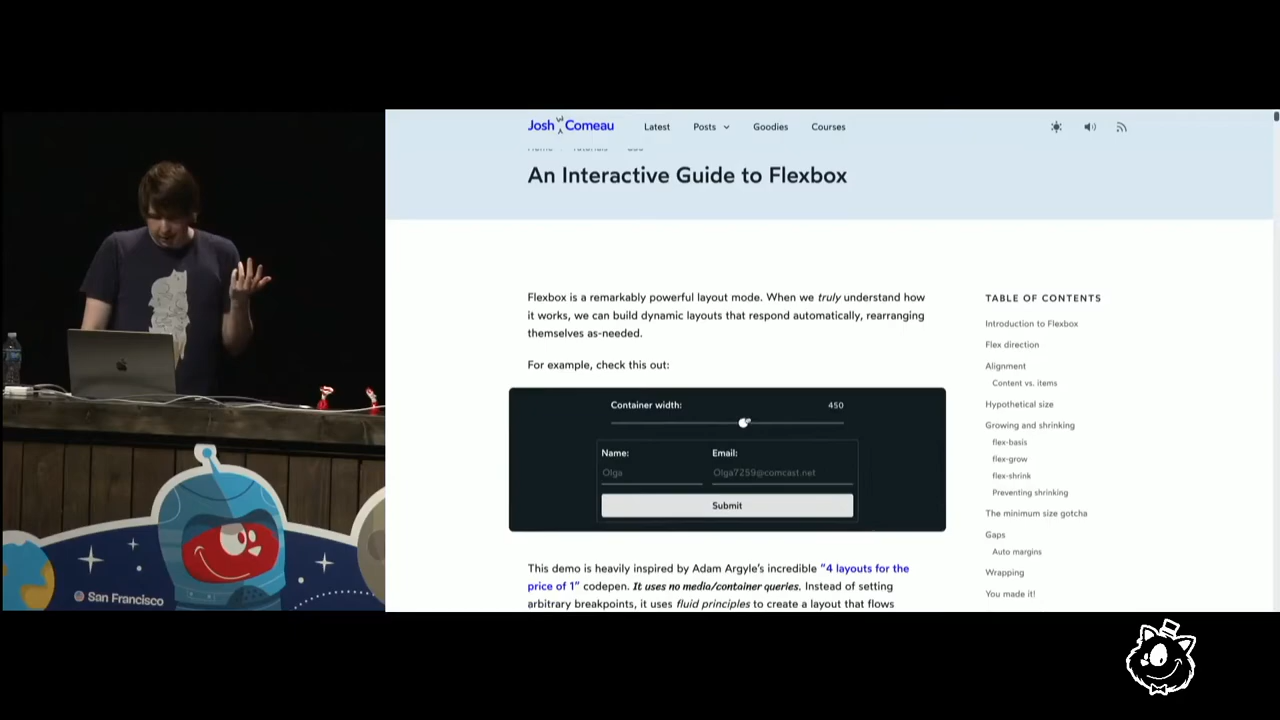 Josh Comeau
Latest
Posts
Goodies
Courses
Home Tutorials CSS
An Interactive Guide to Flexbox
Flexbox is a remarkably powerful layout mode. When we truly understand how
it works, we can build dynamic layouts that respond automatically, rearranging
themselves as-needed.
For example, check this out:
Container width:
450
Name:
Email:
Olga
Olga7259@comcast.net
Submit
This demo is heavily inspired by Adam Argyle's incredible “4 layouts for the
price of 1” codepen. It uses no media/container queries. Instead of setting
arbitrary breakpoints, it uses fluid principles to create a layout that flows
TABLE OF CONTENTS
Introduction to Flexbox
Flex direction
Alignment
Content vs. items
Hypothetical size
Growing and shrinking
flex-basis
flex-grow
flex-shrink
Preventing shrinking
The minimum size gotcha
Gaps
Auto margins
Wrapping
You made it!
San Francisco